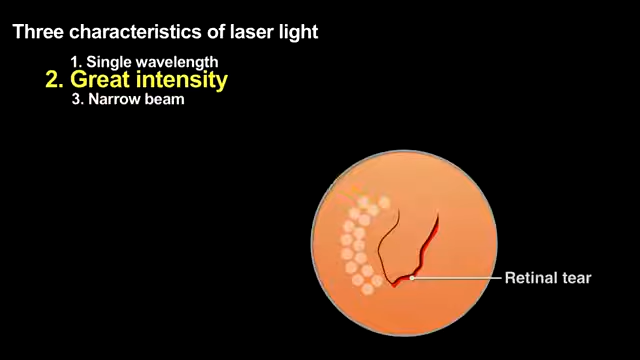 Three characteristics of laser light
1. Single wavelength
2. Great intensity
3. Narrow beam
Retinal tear